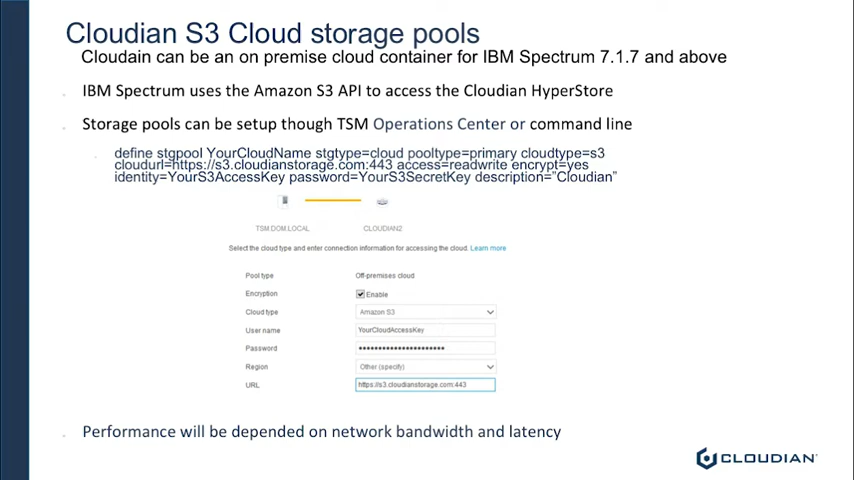 Cloudian S3 Cloud storage pools
Cloudain can be an on premise cloud container for IBM Spectrum 7.1.7 and above
IBM Spectrum uses the Amazon S3 API to access the Cloudian HyperStore
Storage pools can be setup though TSM Operations Center or command line
define stgpool YourCloudName stgtype=cloud pooltype=primary cloudtype=s3
cloudurl=https://s3.cloudianstorage.com:443 access=readwrite encrypt=yes
identity=YourS3AccessKey password=YourS3SecretKey description="Cloudian"
TSM.DOM.LOCAL CLOUDIAN2
Select the cloud type and enter connection information for accessing the cloud. Learn more
Pool type Off-premises cloud
Encryption Enable
Cloud type Amazon S3
User name YourCloudAccessKey
Password
Region Other (specify)
URL https://s3.cloudianstorage.com:443
Performance will be depended on network bandwidth and latency
CLOUDIAN